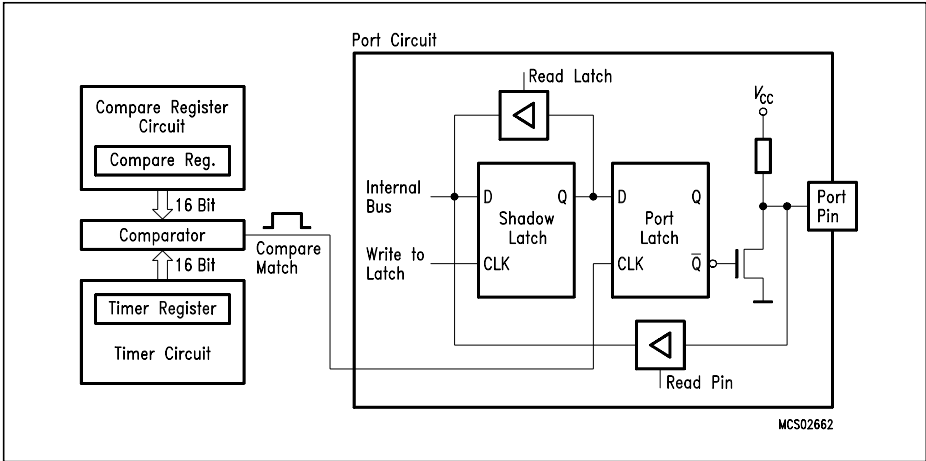 Port Circuit
Compare Register
Circuit
Compare Reg.
16 Bit
Comparator
16 Bit
Timer Register
Timer Circuit
Compare
Match
Read Latch
Internal
Bus
Write to
Latch
D
Q
Shadow
Latch
CLK
D
Q
Port
Latch
CLK
Q̅
VCC
Port
Pin
Read Pin
MCS02662